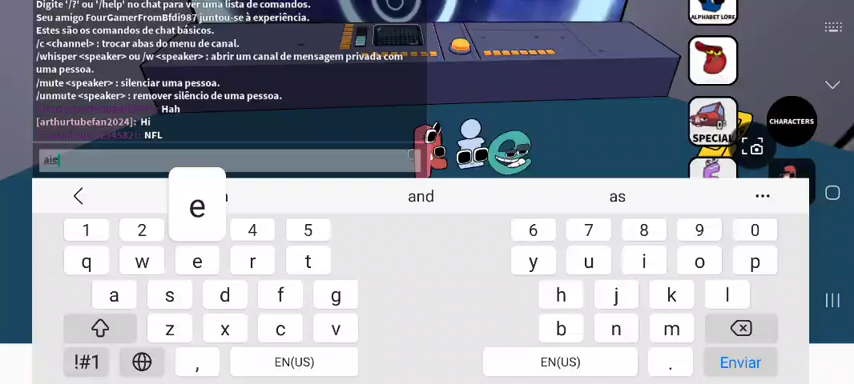 Digite '/?' ou '/help' no chat para ver uma lista de comandos.
Seu amigo FourGamerFromBfdi987 juntou-se à experiência.
Estes são os comandos de chat básicos.
/c <channel> : trocar abas do menu de canal.
/whisper <speaker> ou /w <speaker> : abrir um canal de mensagem privada com
uma pessoa.
/mute <speaker> : silenciar uma pessoa.
/unmute <speaker> : remover silêncio de uma pessoa.
Hah
[arthurtubefan2024]: Hi
NFL
aie
ALPHABET LORE
SPECIAL
CHARACTERS
e
and
as
1 2 4 5 6 7 8 9 0
q w e r t y u i o p
a s d f g h j k l
z x c v b n m
!#1 , EN(US) EN(US) . Enviar